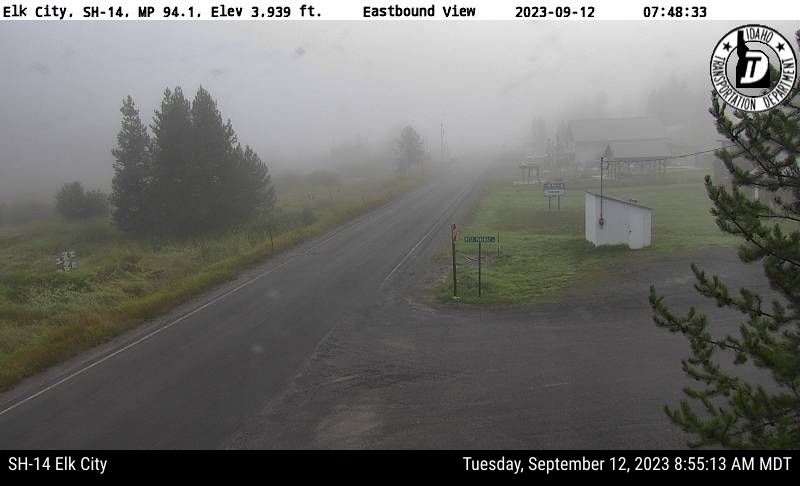 Elk City, SH-14, MP 94.1, Elev 3,939 ft. Eastbound View 2023-09-12 07:48:33
IDAHO
TRANSPORTATION DEPARTMENT
SH-14 Elk City Tuesday, September 12, 2023 8:55:13 AM MDT